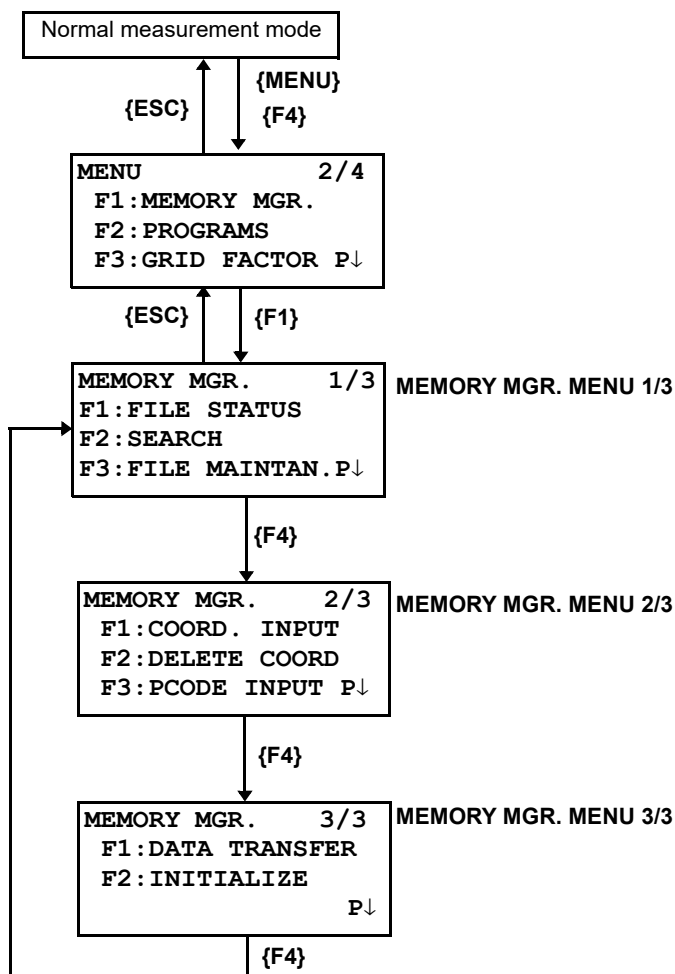 Normal measurement mode
{MENU}
{ESC}
{F4}
MENU 2/4
F1:MEMORY MGR.
F2:PROGRAMS
F3:GRID FACTOR P↓
{ESC} {F1}
MEMORY MGR. 1/3 MEMORY MGR. MENU 1/3
F1:FILE STATUS
F2:SEARCH
F3:FILE MAINTAN.P↓
{F4}
MEMORY MGR. 2/3 MEMORY MGR. MENU 2/3
F1:COORD. INPUT
F2:DELETE COORD
F3:PCODE INPUT P↓
{F4}
MEMORY MGR. 3/3 MEMORY MGR. MENU 3/3
F1:DATA TRANSFER
F2:INITIALIZE
P↓
{F4}